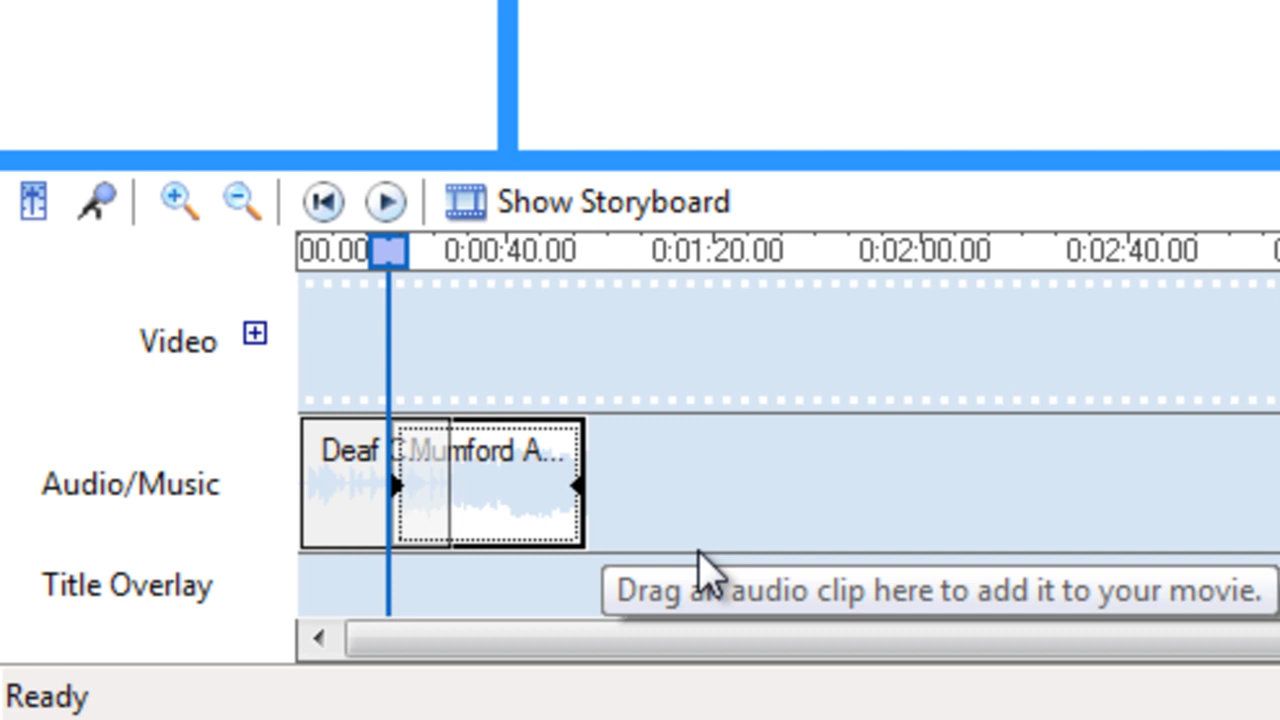 Show Storyboard
00.00 0:00:40.00 0:01:20.00 0:02:00.00 0:02:40.00
Video
Deaf C... Mumford A...
Audio/Music
Title Overlay
Drag an audio clip here to add it to your movie.
Ready